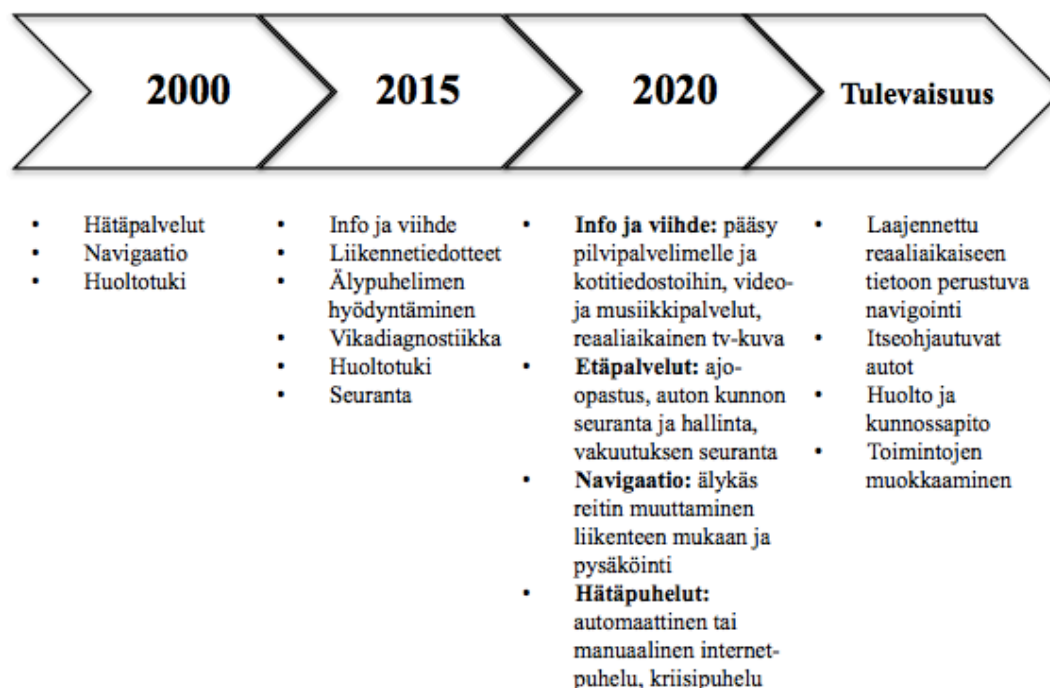 2000
2015
2020
Tulevaisuus
• Hätäpalvelut
• Navigaatio
• Huoltotuki
• Info ja viihde
• Liikennetiedotteet
• Älypuhelimen
hyödyntäminen
• Vikadiagnostiikka
• Huoltotuki
• Seuranta
• Info ja viihde: pääsy
pilvipalvelimelle ja
kotitiedostoihin, video-
ja musiikkipalvelut,
reaaliaikainen tv-kuva
• Etäpalvelut: ajo-
opastus, auton kunnon
seuranta ja hallinta,
vakuutuksen seuranta
• Navigaatio: älykäs
reitin muuttaminen
liikenteen mukaan ja
pysäköinti
• Hätäpuhelut:
automaattinen tai
manuaalinen internet-
puhelu, kriisipuhelu
• Laajennettu
reaaliaikaiseen
tietoon perustuva
navigointi
• Itseohjautuvat
autot
• Huolto ja
kunnossapito
• Toimintojen
muokkaaminen